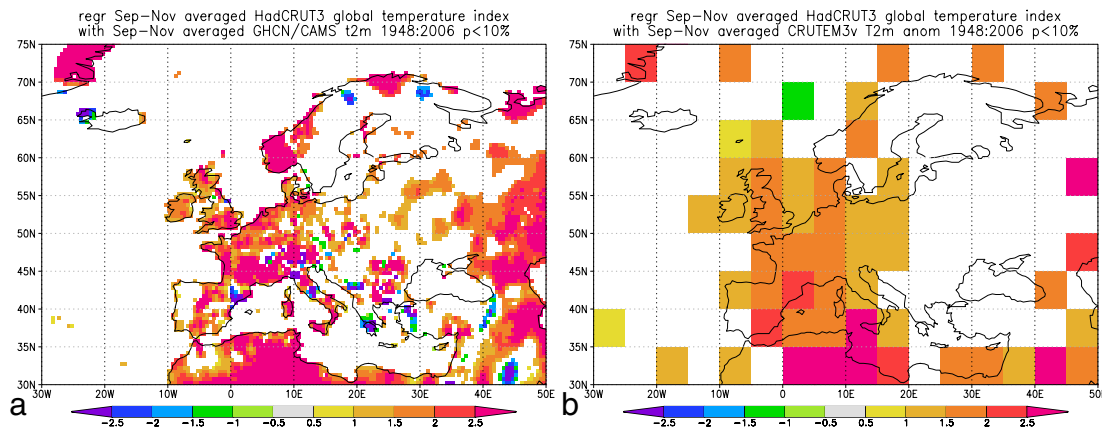 regr Sep-Nov averaged HadCRUT3 global temperature index
with Sep-Nov averaged GHCN/CAMS t2m 1948:2006 p<10%
75N
70N
65N
60N
55N
50N
45N
40N
35N
30N
30W
20W
10W
0
10E
20E
30E
40E
50E
a
-2.5
-2
-1.5
-1
-0.5
0.5
1
1.5
2
2.5
regr Sep-Nov averaged HadCRUT3 global temperature index
with Sep-Nov averaged CRUTEM3v T2m anom 1948:2006 p<10%
75N
70N
65N
60N
55N
50N
45N
40N
35N
30N
30W
20W
10W
0
10E
20E
30E
40E
50E
b
-2.5
-2
-1.5
-1
-0.5
0.5
1
1.5
2
2.5